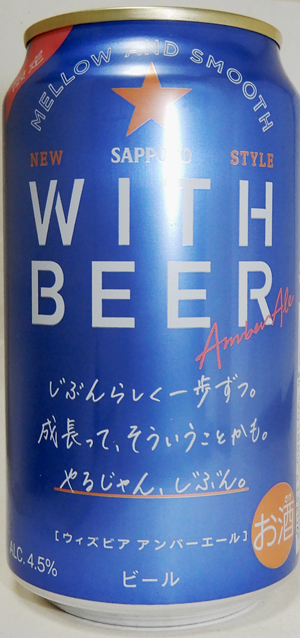 限定
MELLOW AND SMOOTH
NEW SAPPORO STYLE
WITH
BEER
Amber Ale
じぶんらしく一歩ずつ。
成長って、そういうことかも。
やるじゃん、じぶん。
[ウィズビア アンバーエール]
お酒
ALC. 4.5%
ビール